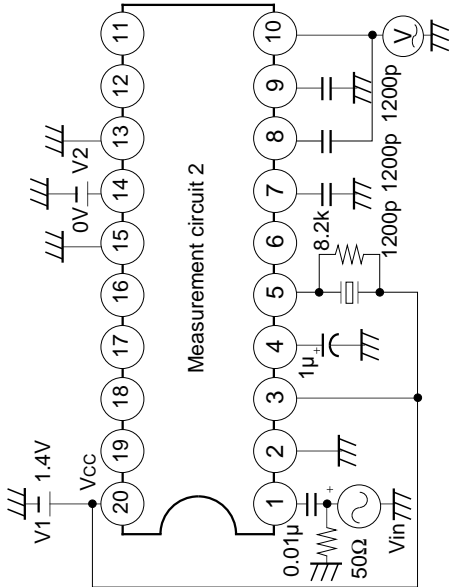 11
12
13
14
15
16
17
18
19
20
V2
0V
1.4V
V1
VCC
Measurement circuit 2
10
9
8
7
6
5
4
3
2
1
V
1200p
1200p
1200p
8.2k
1µ
+
0.01µ
+
50Ω
Vin